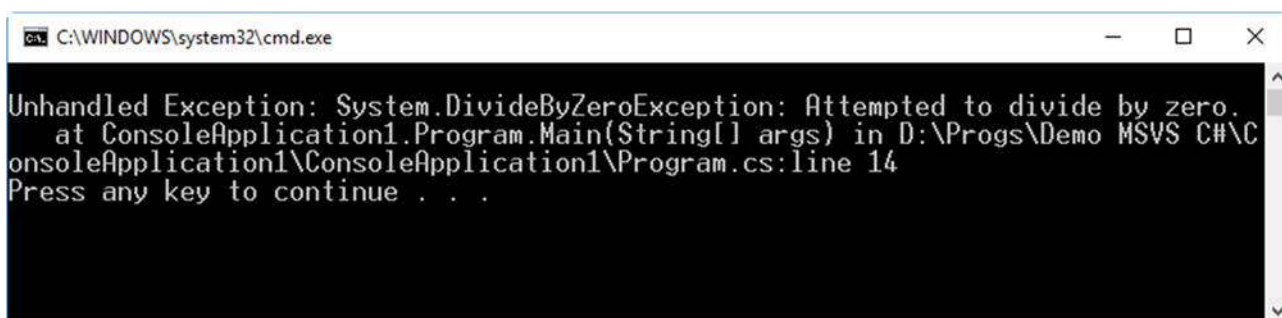 C:\WINDOWS\system32\cmd.exe
Unhandled Exception: System.DivideByZeroException: Attempted to divide by zero.
   at ConsoleApplication1.Program.Main(String[] args) in D:\Progs\Demo MSVS C#\C
onsoleApplication1\ConsoleApplication1\Program.cs:line 14
Press any key to continue . . .